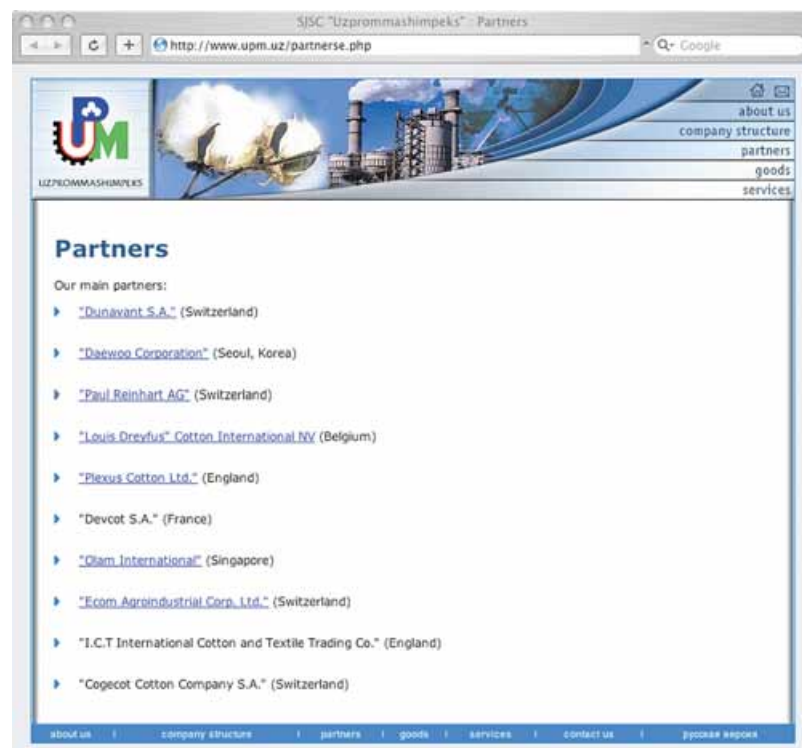 SJSC "Uzprommashimpeks" : Partners
http://www.upm.uz/partnerse.php
Google
UPM
UZPROMMASHIMPEKS
about us
company structure
partners
goods
services
Partners
Our main partners:
"Dunavant S.A." (Switzerland)
"Daewoo Corporation" (Seoul, Korea)
"Paul Reinhart AG" (Switzerland)
"Louis Dreyfus" Cotton International NV (Belgium)
"Plexus Cotton Ltd." (England)
"Devcot S.A." (France)
"Olam International" (Singapore)
"Ecom Agroindustrial Corp. Ltd." (Switzerland)
"I.C.T International Cotton and Textile Trading Co." (England)
"Cogecot Cotton Company S.A." (Switzerland)
about us | company structure | partners | goods | services | contact us | русская версия